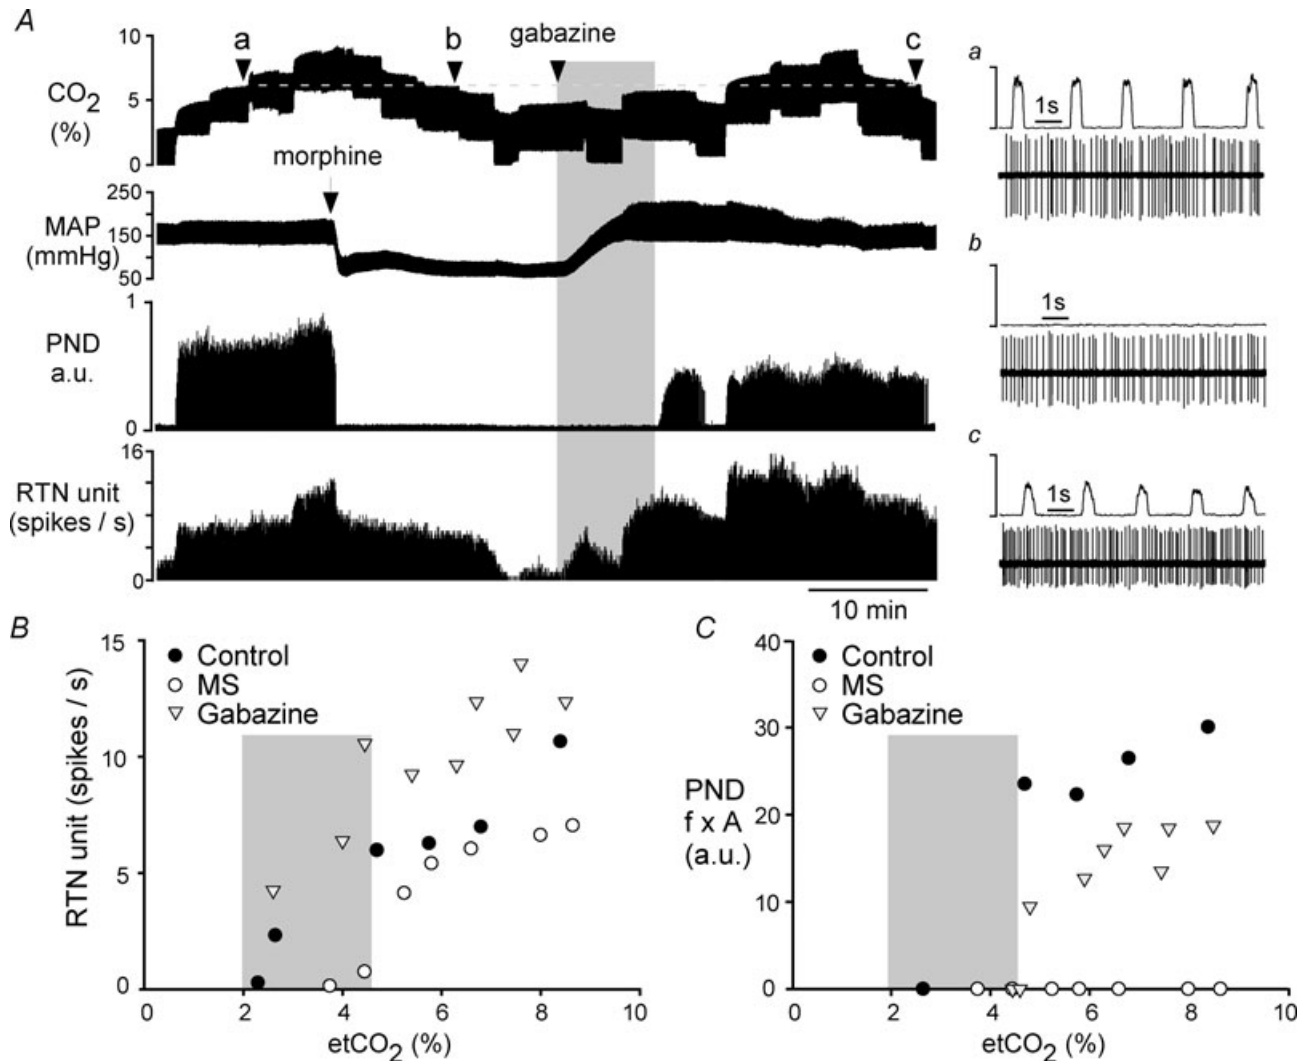 A
10
5
0
CO2
(%)
a
b
gabazine
c
morphine
250
150
50
MAP
(mmHg)
1
0
PND
a.u.
16
8
0
RTN unit
(spikes / s)
10 min
a
1s
b
1s
c
1s
B
15
10
5
0
RTN unit (spikes / s)
Control
MS
Gabazine
0 2 4 6 8 10
etCO2 (%)
C
40
30
20
10
0
PND
f x A
(a.u.)
Control
MS
Gabazine
0 2 4 6 8 10
etCO2 (%)